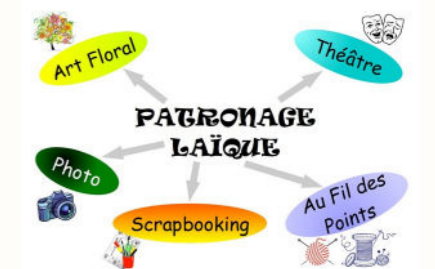 Art Floral
Théâtre
PATRONAGE
LAÏQUE
Photo
Scrapbooking
Au Fil des
Points